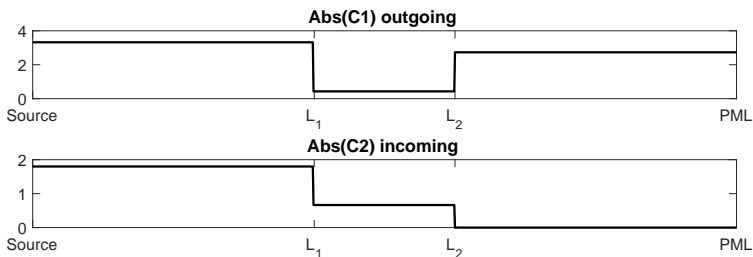 Abs(C1) outgoing
4
2
0
Source L₁ L₂ PML
Abs(C2) incoming
2
1
0
Source L₁ L₂ PML